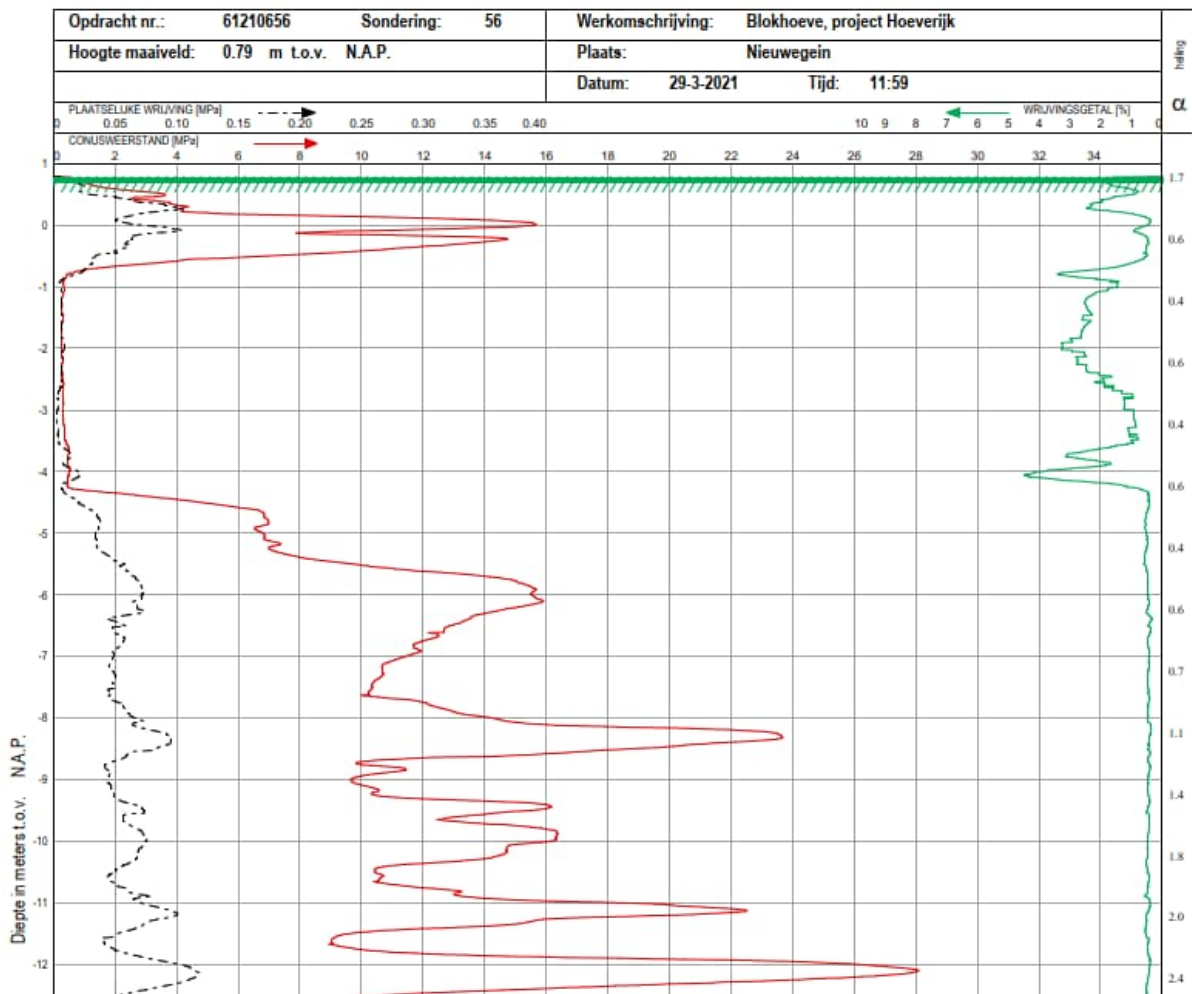 Opdracht nr.: 61210656 Sondering: 56 Werkomschrijving: Blokhoeve, project Hoeverijk
Hoogte maaiveld: 0.79 m t.o.v. N.A.P. Plaats: Nieuwegein
Datum: 29-3-2021 Tijd: 11:59
helling
α
PLAATSELIJKE WRIJVING [MPa] WRIJVINGSGETAL [%]
0 0.05 0.10 0.15 0.20 0.25 0.30 0.35 0.40 10 9 8 7 6 5 4 3 2 1 0
CONUSWEERSTAND [MPa]
0 2 4 6 8 10 12 14 16 20 24 26 28 30 32 34
1 1.7
0 0.6
-1 0.4
-2 0.6
-3 0.4
-4 0.6
-5 0.4
-6 0.6
-7 0.7
-8 1.1
-9 1.4
-10 1.8
-11 2.0
-12 2.4
Diepte in meters t.o.v. N.A.P.